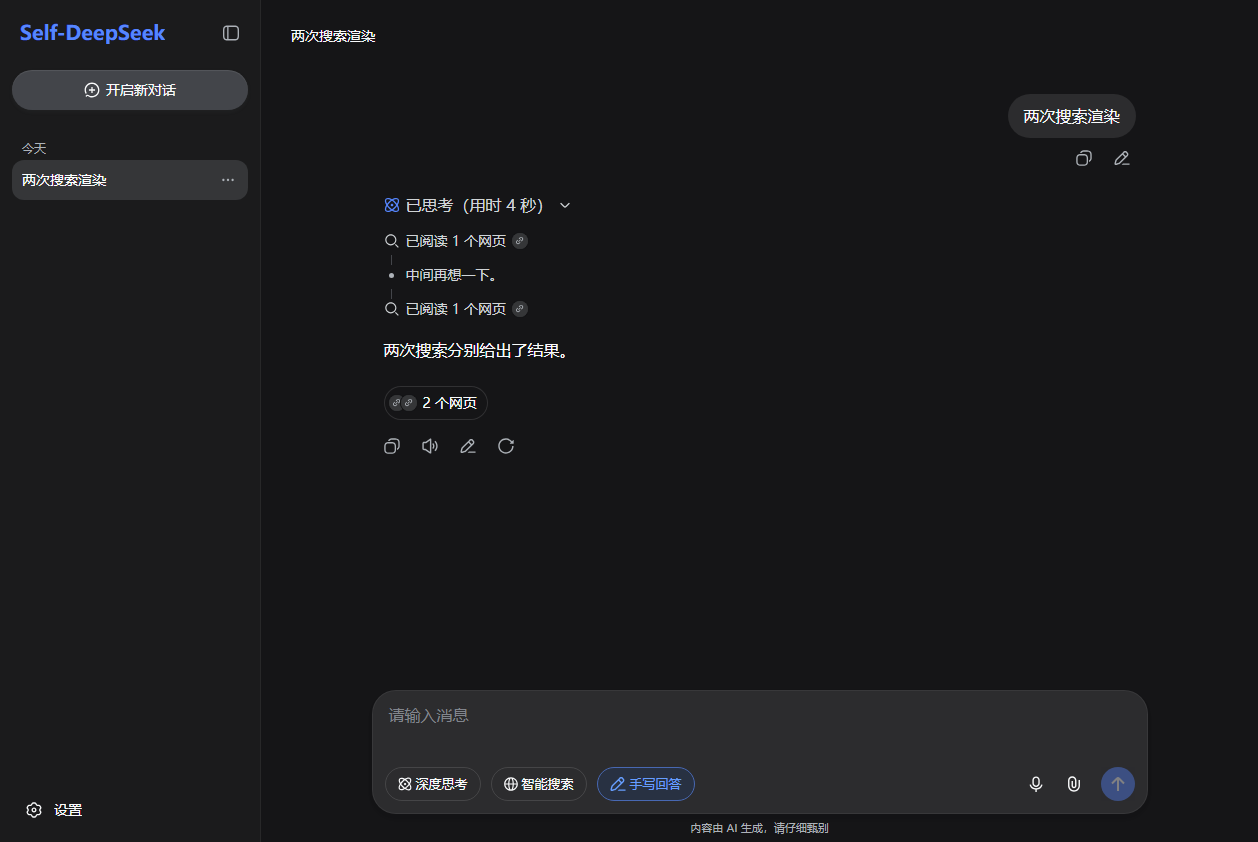 Self-DeepSeek
开启新对话
今天
两次搜索渲染
设置
两次搜索渲染
两次搜索渲染
已思考（用时 4 秒）
已阅读 1 个网页
中间再想一下。
已阅读 1 个网页
两次搜索分别给出了结果。
2 个网页
请输入消息
深度思考 智能搜索 手写回答
内容由 AI 生成，请仔细甄别